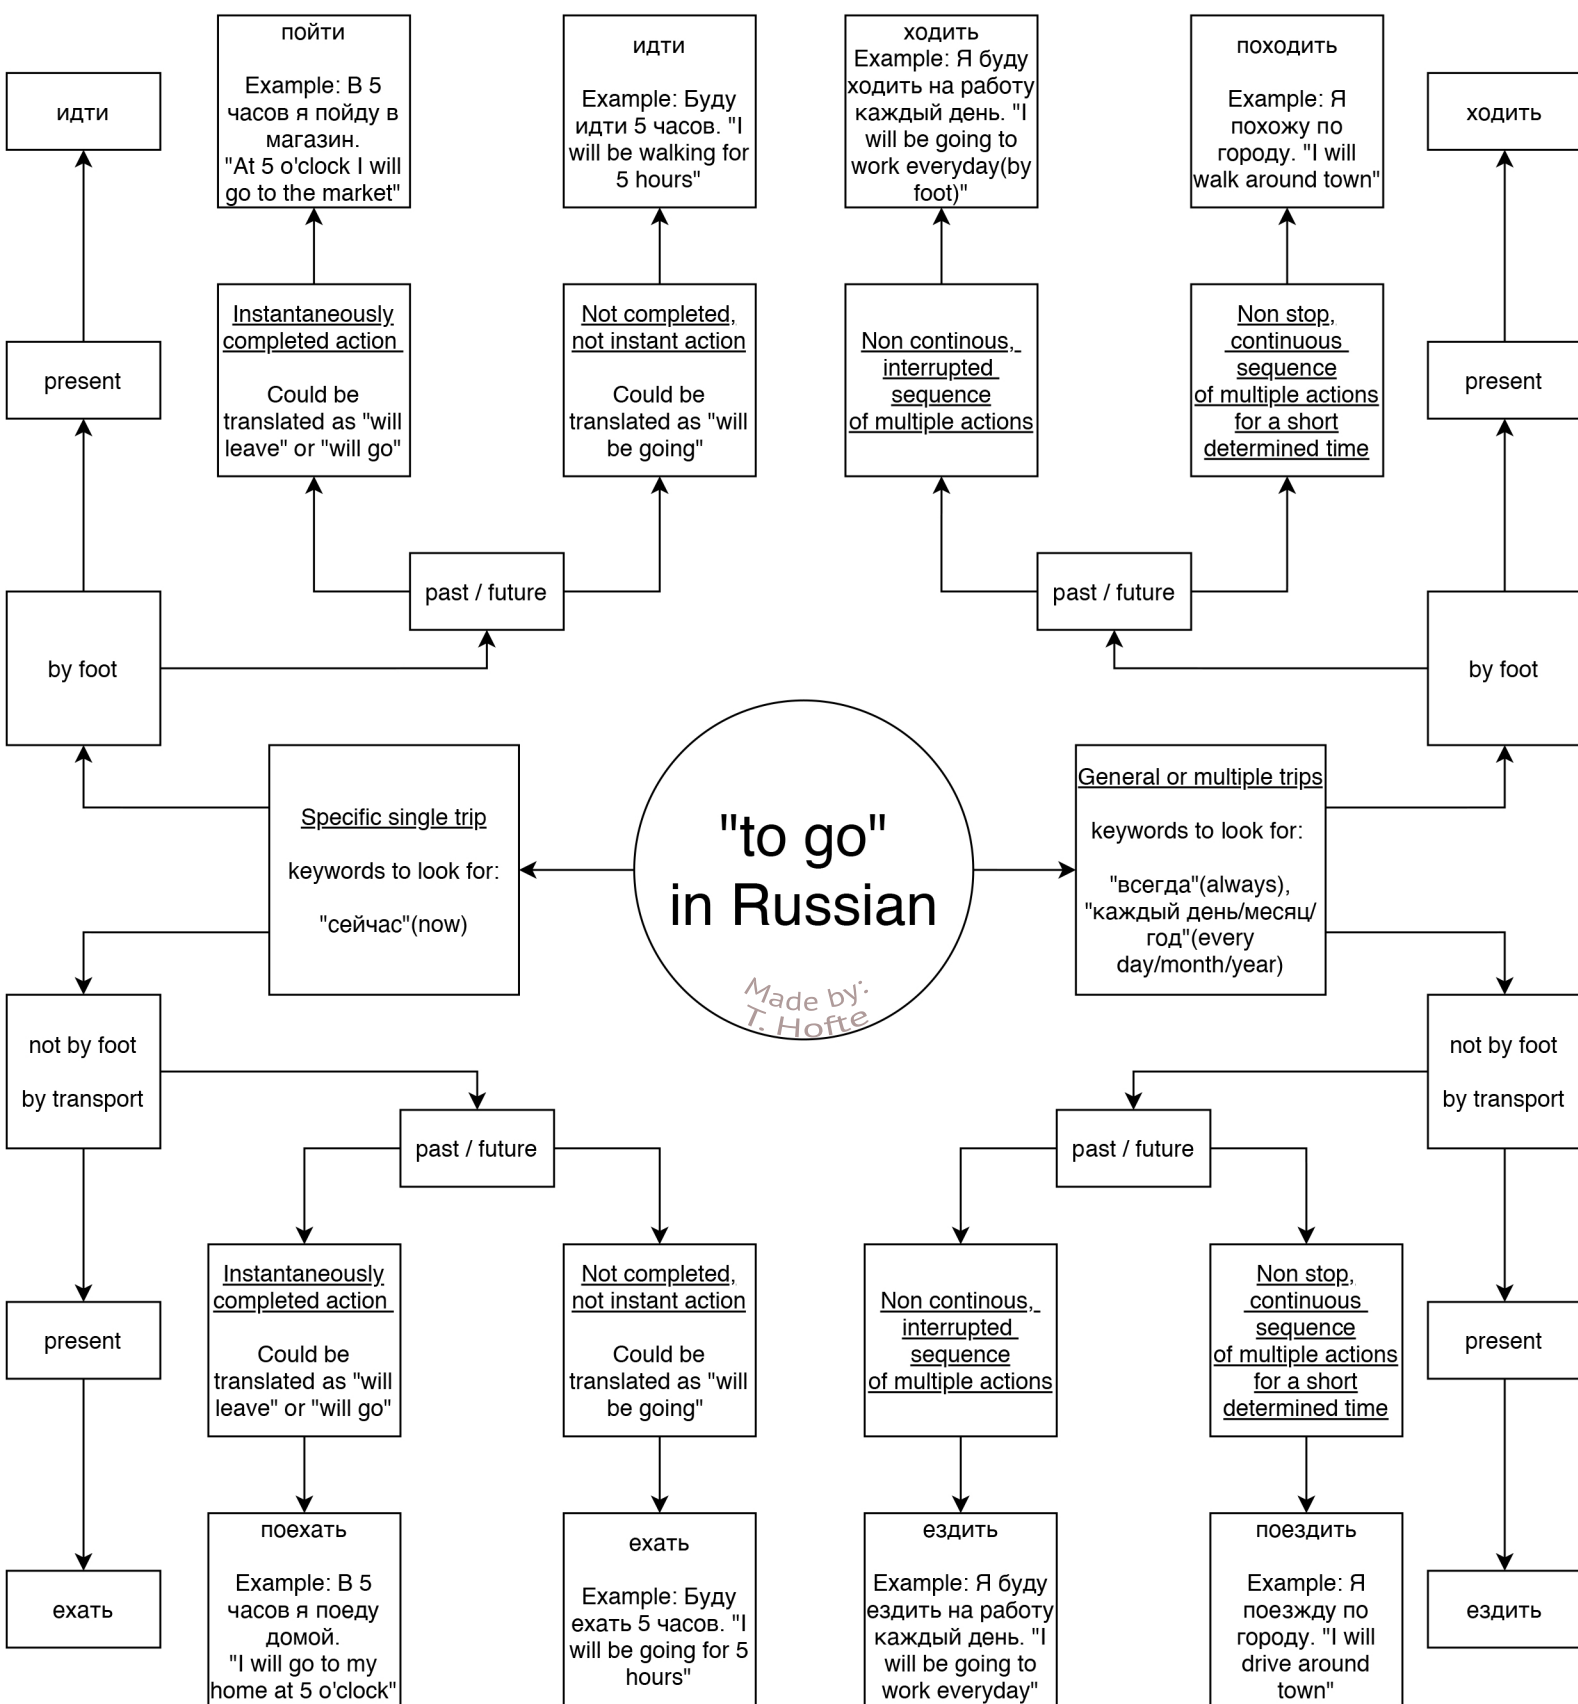 пойти
Example: В 5
часов я пойду в
магазин.
"At 5 o'clock I will
go to the market"
идти
Example: Буду
идти 5 часов. "I
will be walking for
5 hours"
ходить
Example: Я буду
ходить на работу
каждый день. "I
will be going to
work everyday(by
foot)"
походить
Example: Я
похожу по
городу. "I will
walk around town"
идти
ходить
Instantaneously
completed action
Could be
translated as "will
leave" or "will go"
Not completed,
not instant action
Could be
translated as "will
be going"
Non continous,
interrupted
sequence
of multiple actions
Non stop,
continuous
sequence
of multiple actions
for a short
determined time
present
present
past / future
past / future
by foot
by foot
Specific single trip
keywords to look for:
"сейчас"(now)
"to go"
in Russian
Made by:
T. Hofte
General or multiple trips
keywords to look for:
"всегда"(always),
"каждый день/месяц/
год"(every
day/month/year)
not by foot
by transport
not by foot
by transport
past / future
past / future
Instantaneously
completed action
Could be
translated as "will
leave" or "will go"
Not completed,
not instant action
Could be
translated as "will
be going"
Non continous,
interrupted
sequence
of multiple actions
Non stop,
continuous
sequence
of multiple actions
for a short
determined time
present
present
поехать
Example: В 5
часов я поеду
домой.
"I will go to my
home at 5 o'clock"
ехать
Example: Буду
ехать 5 часов. "I
will be going for 5
hours"
ездить
Example: Я буду
ездить на работу
каждый день. "I
will be going to
work everyday"
поездить
Example: Я
поезжду по
городу. "I will
drive around
town"
ехать
ездить